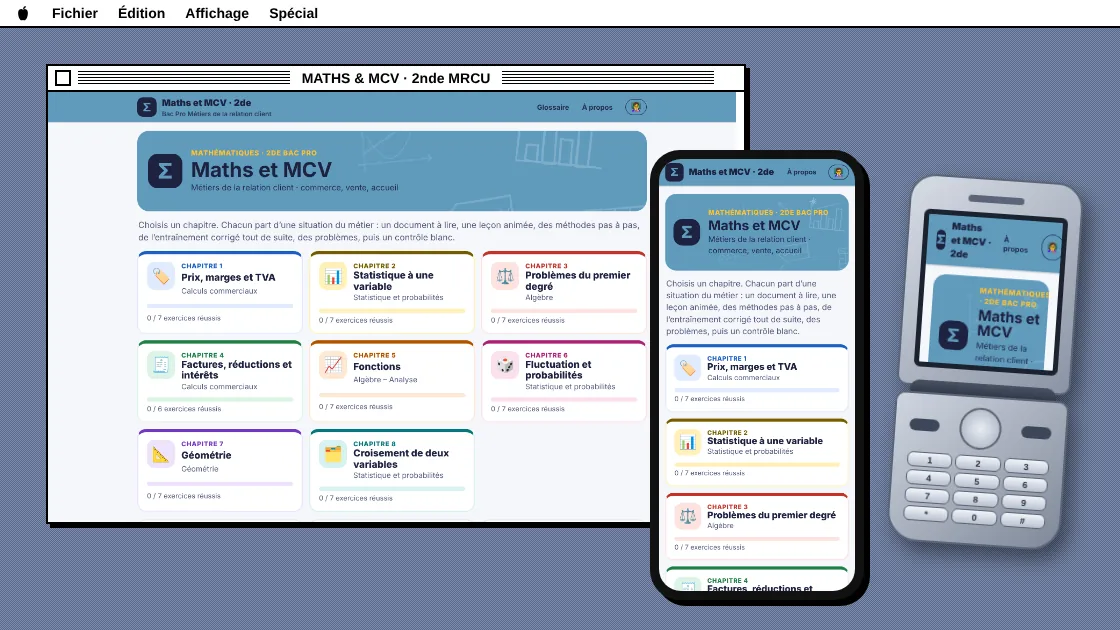 Fichier Édition Affichage Spécial
MATHS & MCV · 2nde MRCU
Σ Maths et MCV · 2de
Bac Pro Métiers de la relation client
Glossaire À propos
MATHÉMATIQUES · 2DE BAC PRO
Σ Maths et MCV
Métiers de la relation client · commerce, vente, accueil
Choisis un chapitre. Chacun part d'une situation du métier : un document à lire, une leçon animée, des méthodes pas à pas,
de l'entraînement corrigé tout de suite, des problèmes, puis un contrôle blanc.
CHAPITRE 1
Prix, marges et TVA
Calculs commerciaux
0 / 7 exercices réussis
CHAPITRE 2
Statistique à une
variable
Statistique et probabilités
0 / 7 exercices réussis
CHAPITRE 3
Problèmes du premier
degré
Algèbre
0 / 7 exercices réussis
CHAPITRE 4
Factures, réductions et
intérêts
Calculs commerciaux
0 / 6 exercices réussis
CHAPITRE 5
Fonctions
Algèbre – Analyse
0 / 7 exercices réussis
CHAPITRE 6
Fluctuation et
probabilités
Statistique et probabilités
0 / 7 exercices réussis
CHAPITRE 7
Géométrie
Géométrie
0 / 7 exercices réussis
CHAPITRE 8
Croisement de deux
variables
Statistique et probabilités
0 / 7 exercices réussis
Σ Maths et MCV · 2de À propos
MATHÉMATIQUES · 2DE BAC PRO
Σ Maths et MCV
Métiers de la relation client ·
commerce, vente, accueil
Choisis un chapitre. Chacun part d'une
situation du métier : un document à lire, une
leçon animée, des méthodes pas à pas, de
l'entraînement corrigé tout de suite, des
problèmes, puis un contrôle blanc.
CHAPITRE 1
Prix, marges et TVA
Calculs commerciaux
0 / 7 exercices réussis
CHAPITRE 2
Statistique à une variable
Statistique et probabilités
0 / 7 exercices réussis
CHAPITRE 3
Problèmes du premier degré
Algèbre
0 / 7 exercices réussis
CHAPITRE 4
Factures, réductions et
Σ Maths
et MCV ·
2de
À
propos
MATHÉMATIQUES
· 2DE BAC PRO
Σ Maths et
MCV
Métiers de la
relation client ·
1 2 3
4 5 6
7 8 9
* 0 #